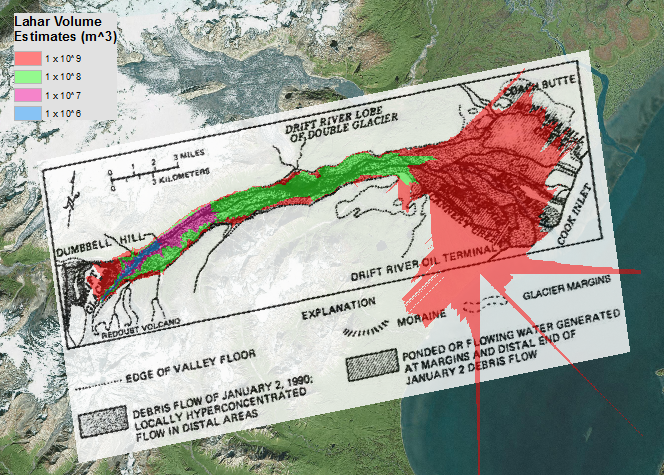 Lahar Volume
Estimates (m^3)
1 x 10^9
1 x 10^8
1 x 10^7
1 x 10^6
COACH BUTTE
DRIFT RIVER LOBE
OF DOUBLE GLACIER
3 MILES
3 KILOMETERS
N
2
COOK INLET
DUMBBELL HILL
DRIFT RIVER OIL TERMINAL
REDOUBT VOLCANO
EXPLANATION
MORAINE
GLACIER MARGINS
EDGE OF VALLEY FLOOR
DEBRIS FLOW OF JANUARY 2, 1990;
LOCALLY HYPERCONCENTRATED
FLOW IN DISTAL AREAS
PONDED OR FLOWING WATER GENERATED
AT MARGINS AND DISTAL END OF
JANUARY 2 DEBRIS FLOW